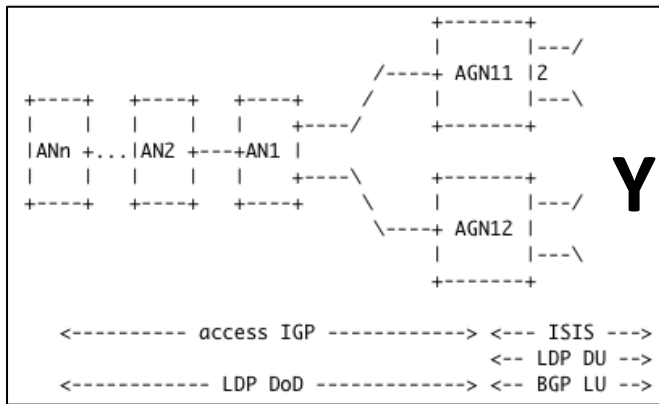 +-------+
                                        |       |---/
                                   /----+ AGN11 |2
+----+    +----+    +----+        /     |       |---\
|    |    |    |    |    +----/         +-------+
|ANn +...|AN2 +---+AN1 |
|    |    |    |    |    +----\         +-------+
+----+    +----+    +----+        \     |       |---/
                                   \----+ AGN12 |
                                        |       |---\
                                        +-------+
Y
<---------- access IGP ------------> <--- ISIS --->
<-- LDP DU -->
<------------- LDP DoD ------------> <-- BGP LU -->